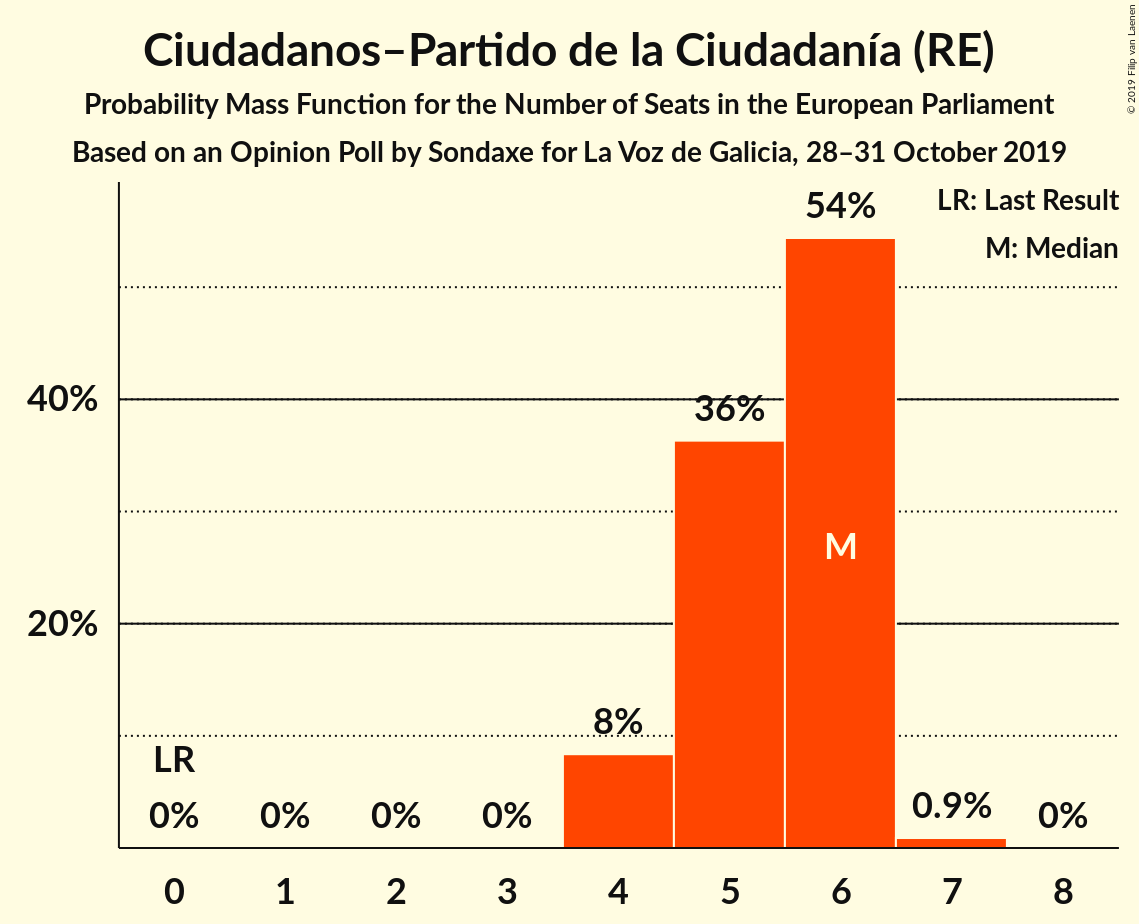 Ciudadanos–Partido de la Ciudadanía (RE)
Probability Mass Function for the Number of Seats in the European Parliament
Based on an Opinion Poll by Sondaxe for La Voz de Galicia, 28–31 October 2019
© 2019 Filip van Laenen
LR: Last Result
M: Median
54%
40%
36%
M
20%
8%
LR
0% 0% 0% 0% 0.9% 0%
0 1 2 3 4 5 6 7 8